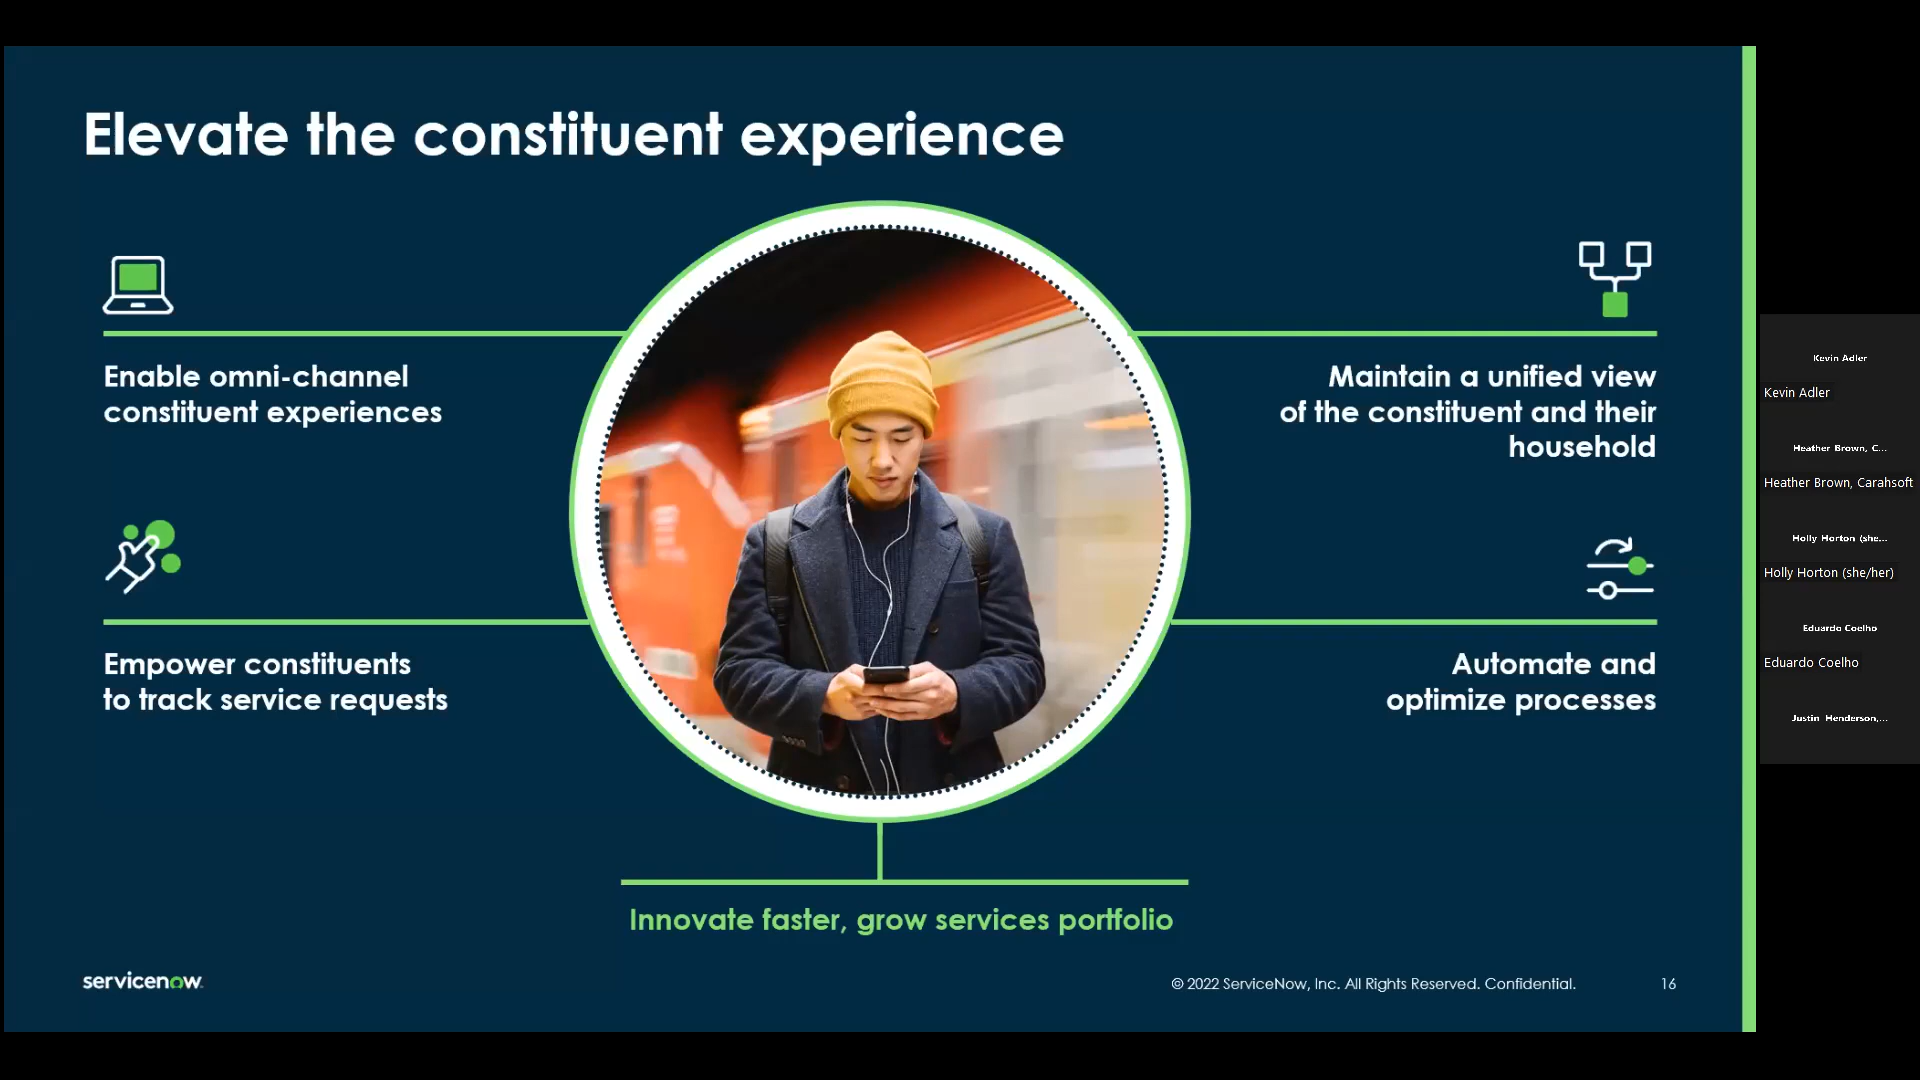 Elevate the constituent experience
Enable omni-channel
constituent experiences
Maintain a unified view
of the constituent and their
household
Empower constituents
to track service requests
Automate and
optimize processes
Innovate faster, grow services portfolio
servicenow
© 2022 ServiceNow, Inc. All Rights Reserved. Confidential.
16
Kevin Adler
Kevin Adler
Heather Brown, C...
Heather Brown, Carahsoft
Holly Horton (she...
Holly Horton (she/her)
Eduardo Coelho
Eduardo Coelho
Justin Henderson,...